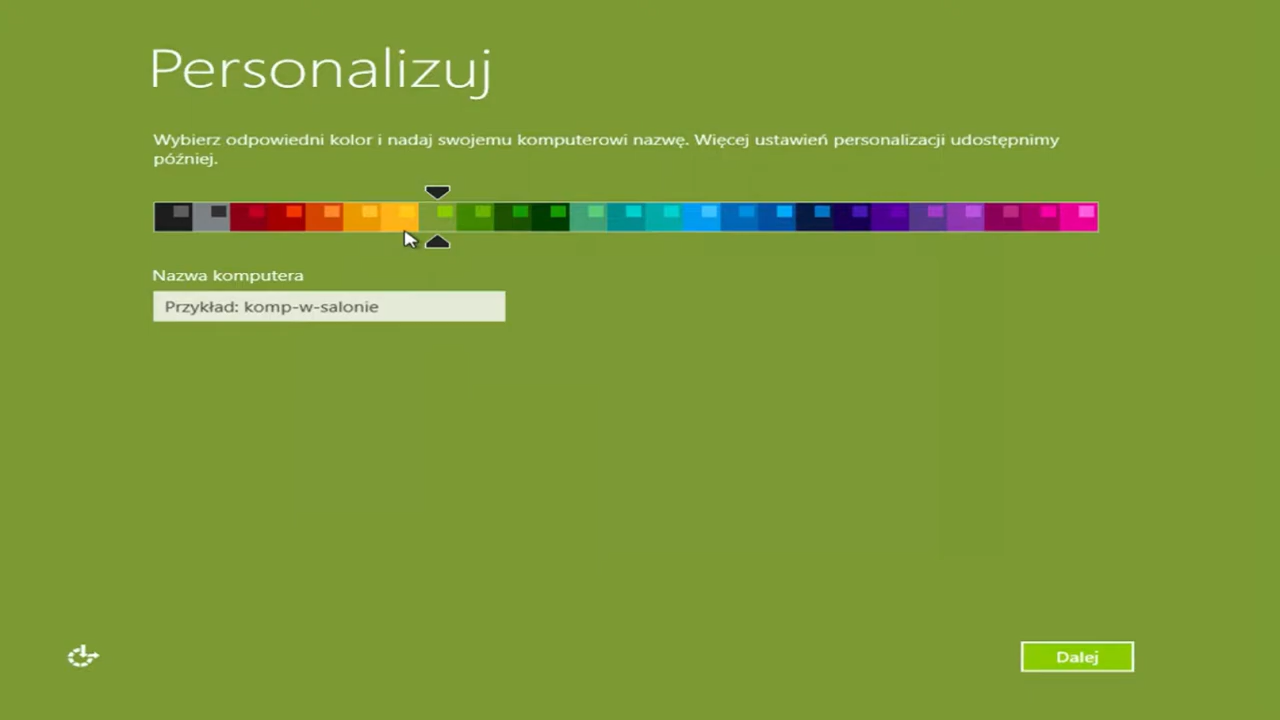 Personalizuj
Wybierz odpowiedni kolor i nadaj swojemu komputerowi nazwę. Więcej ustawień personalizacji udostępnimy
później.
Nazwa komputera
Przykład: komp-w-salonie
Dalej